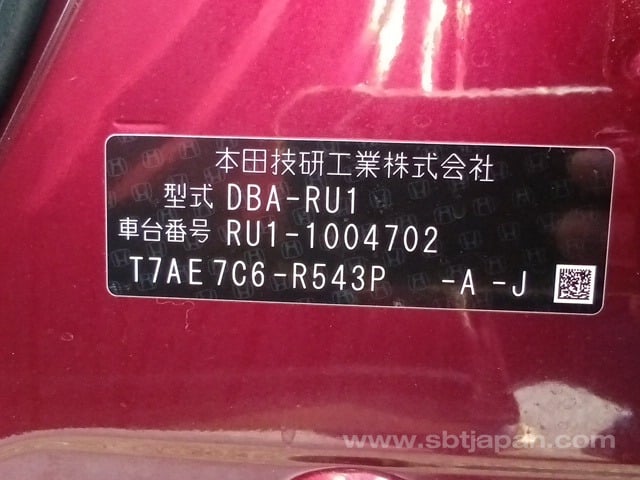 本田技研工業株式会社
型式 DBA-RU1
車台番号 RU1-1004702
T7AE7C6-R543P -A-J
www.sbtjapan.com